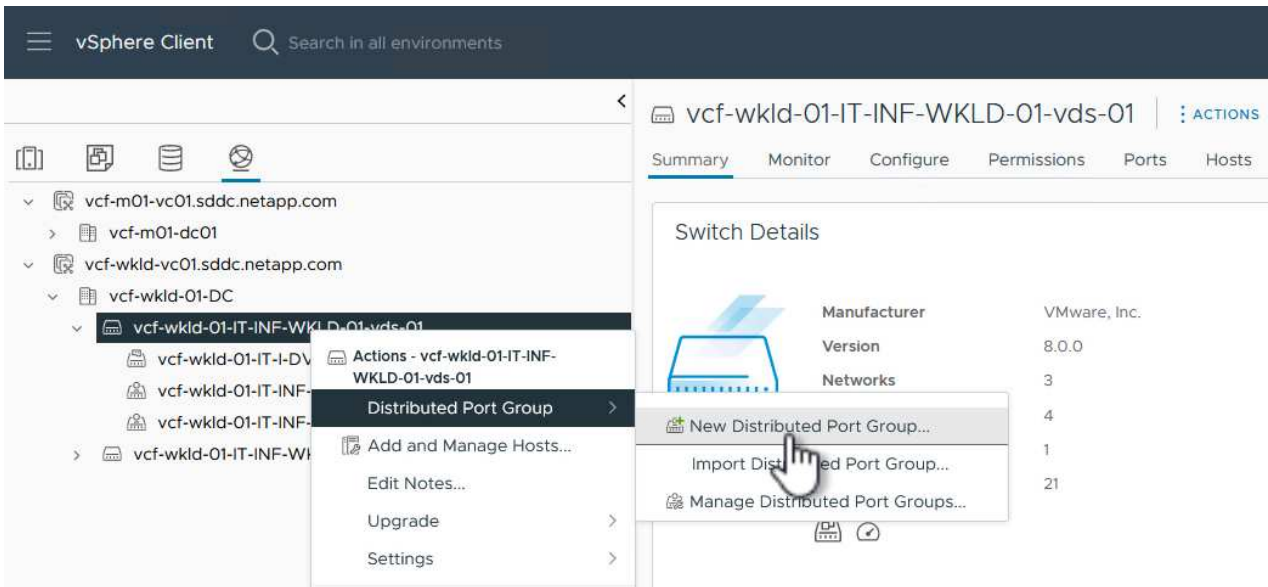 vSphere Client
Search in all environments
vcf-wkld-01-IT-INF-WKLD-01-vds-01
ACTIONS
Summary Monitor Configure Permissions Ports Hosts
vcf-m01-vc01.sddc.netapp.com
vcf-m01-dc01
vcf-wkld-vc01.sddc.netapp.com
vcf-wkld-01-DC
vcf-wkld-01-IT-INF-WKLD-01-vds-01
vcf-wkld-01-IT-I-DV
vcf-wkld-01-IT-INF-
vcf-wkld-01-IT-INF-
vcf-wkld-01-IT-INF-W
Actions - vcf-wkld-01-IT-INF-
WKLD-01-vds-01
Distributed Port Group
Add and Manage Hosts...
Edit Notes...
Upgrade
Settings
New Distributed Port Group...
Import Distributed Port Group...
Manage Distributed Port Groups...
Switch Details
Manufacturer VMware, Inc.
Version 8.0.0
Networks 3
4
1
21